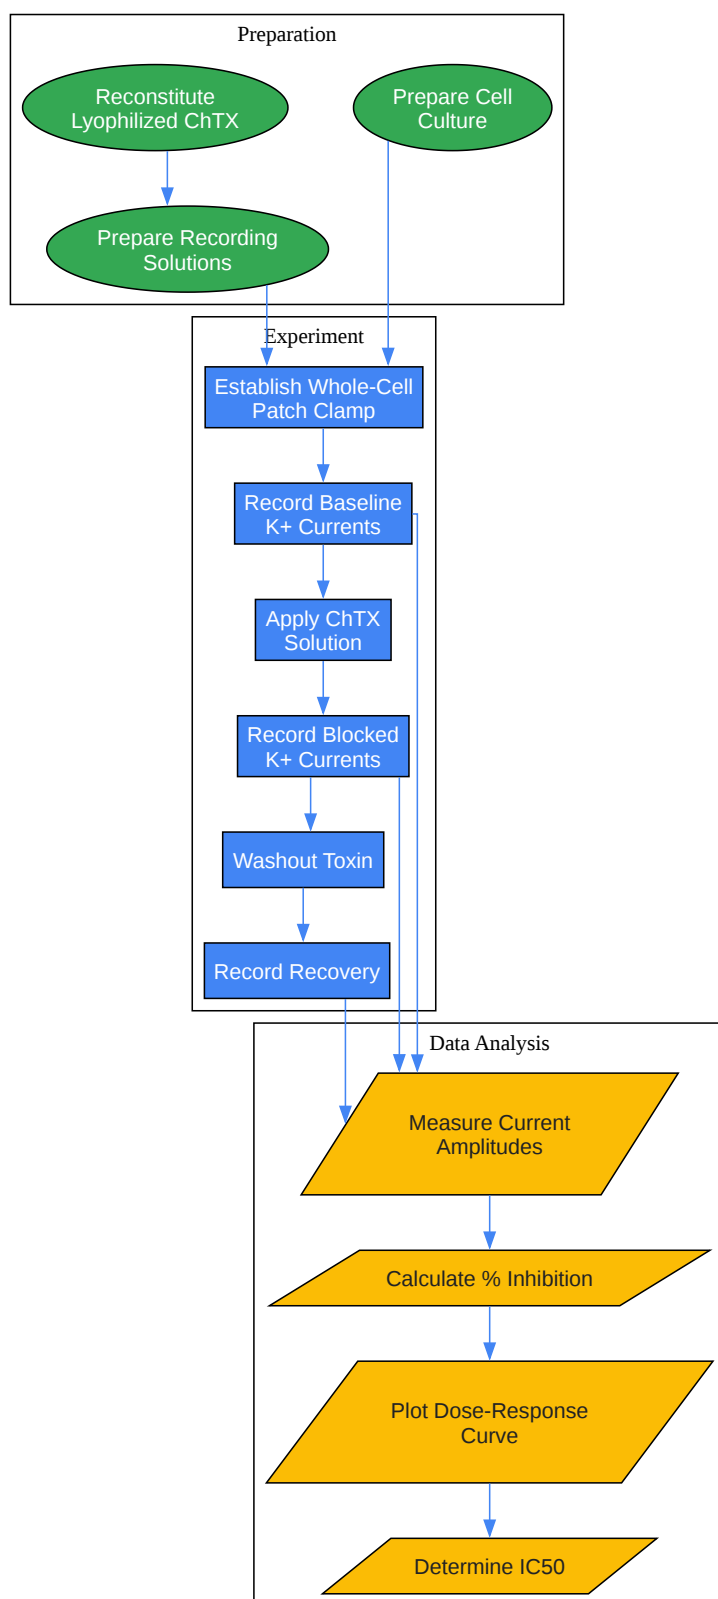 Preparation
Reconstitute
Lyophilized ChTX
Prepare Cell
Culture
Prepare Recording
Solutions
Experiment
Establish Whole-Cell
Patch Clamp
Record Baseline
K+ Currents
Apply ChTX
Solution
Record Blocked
K+ Currents
Washout Toxin
Record Recovery
Data Analysis
Measure Current
Amplitudes
Calculate % Inhibition
Plot Dose-Response
Curve
Determine IC50